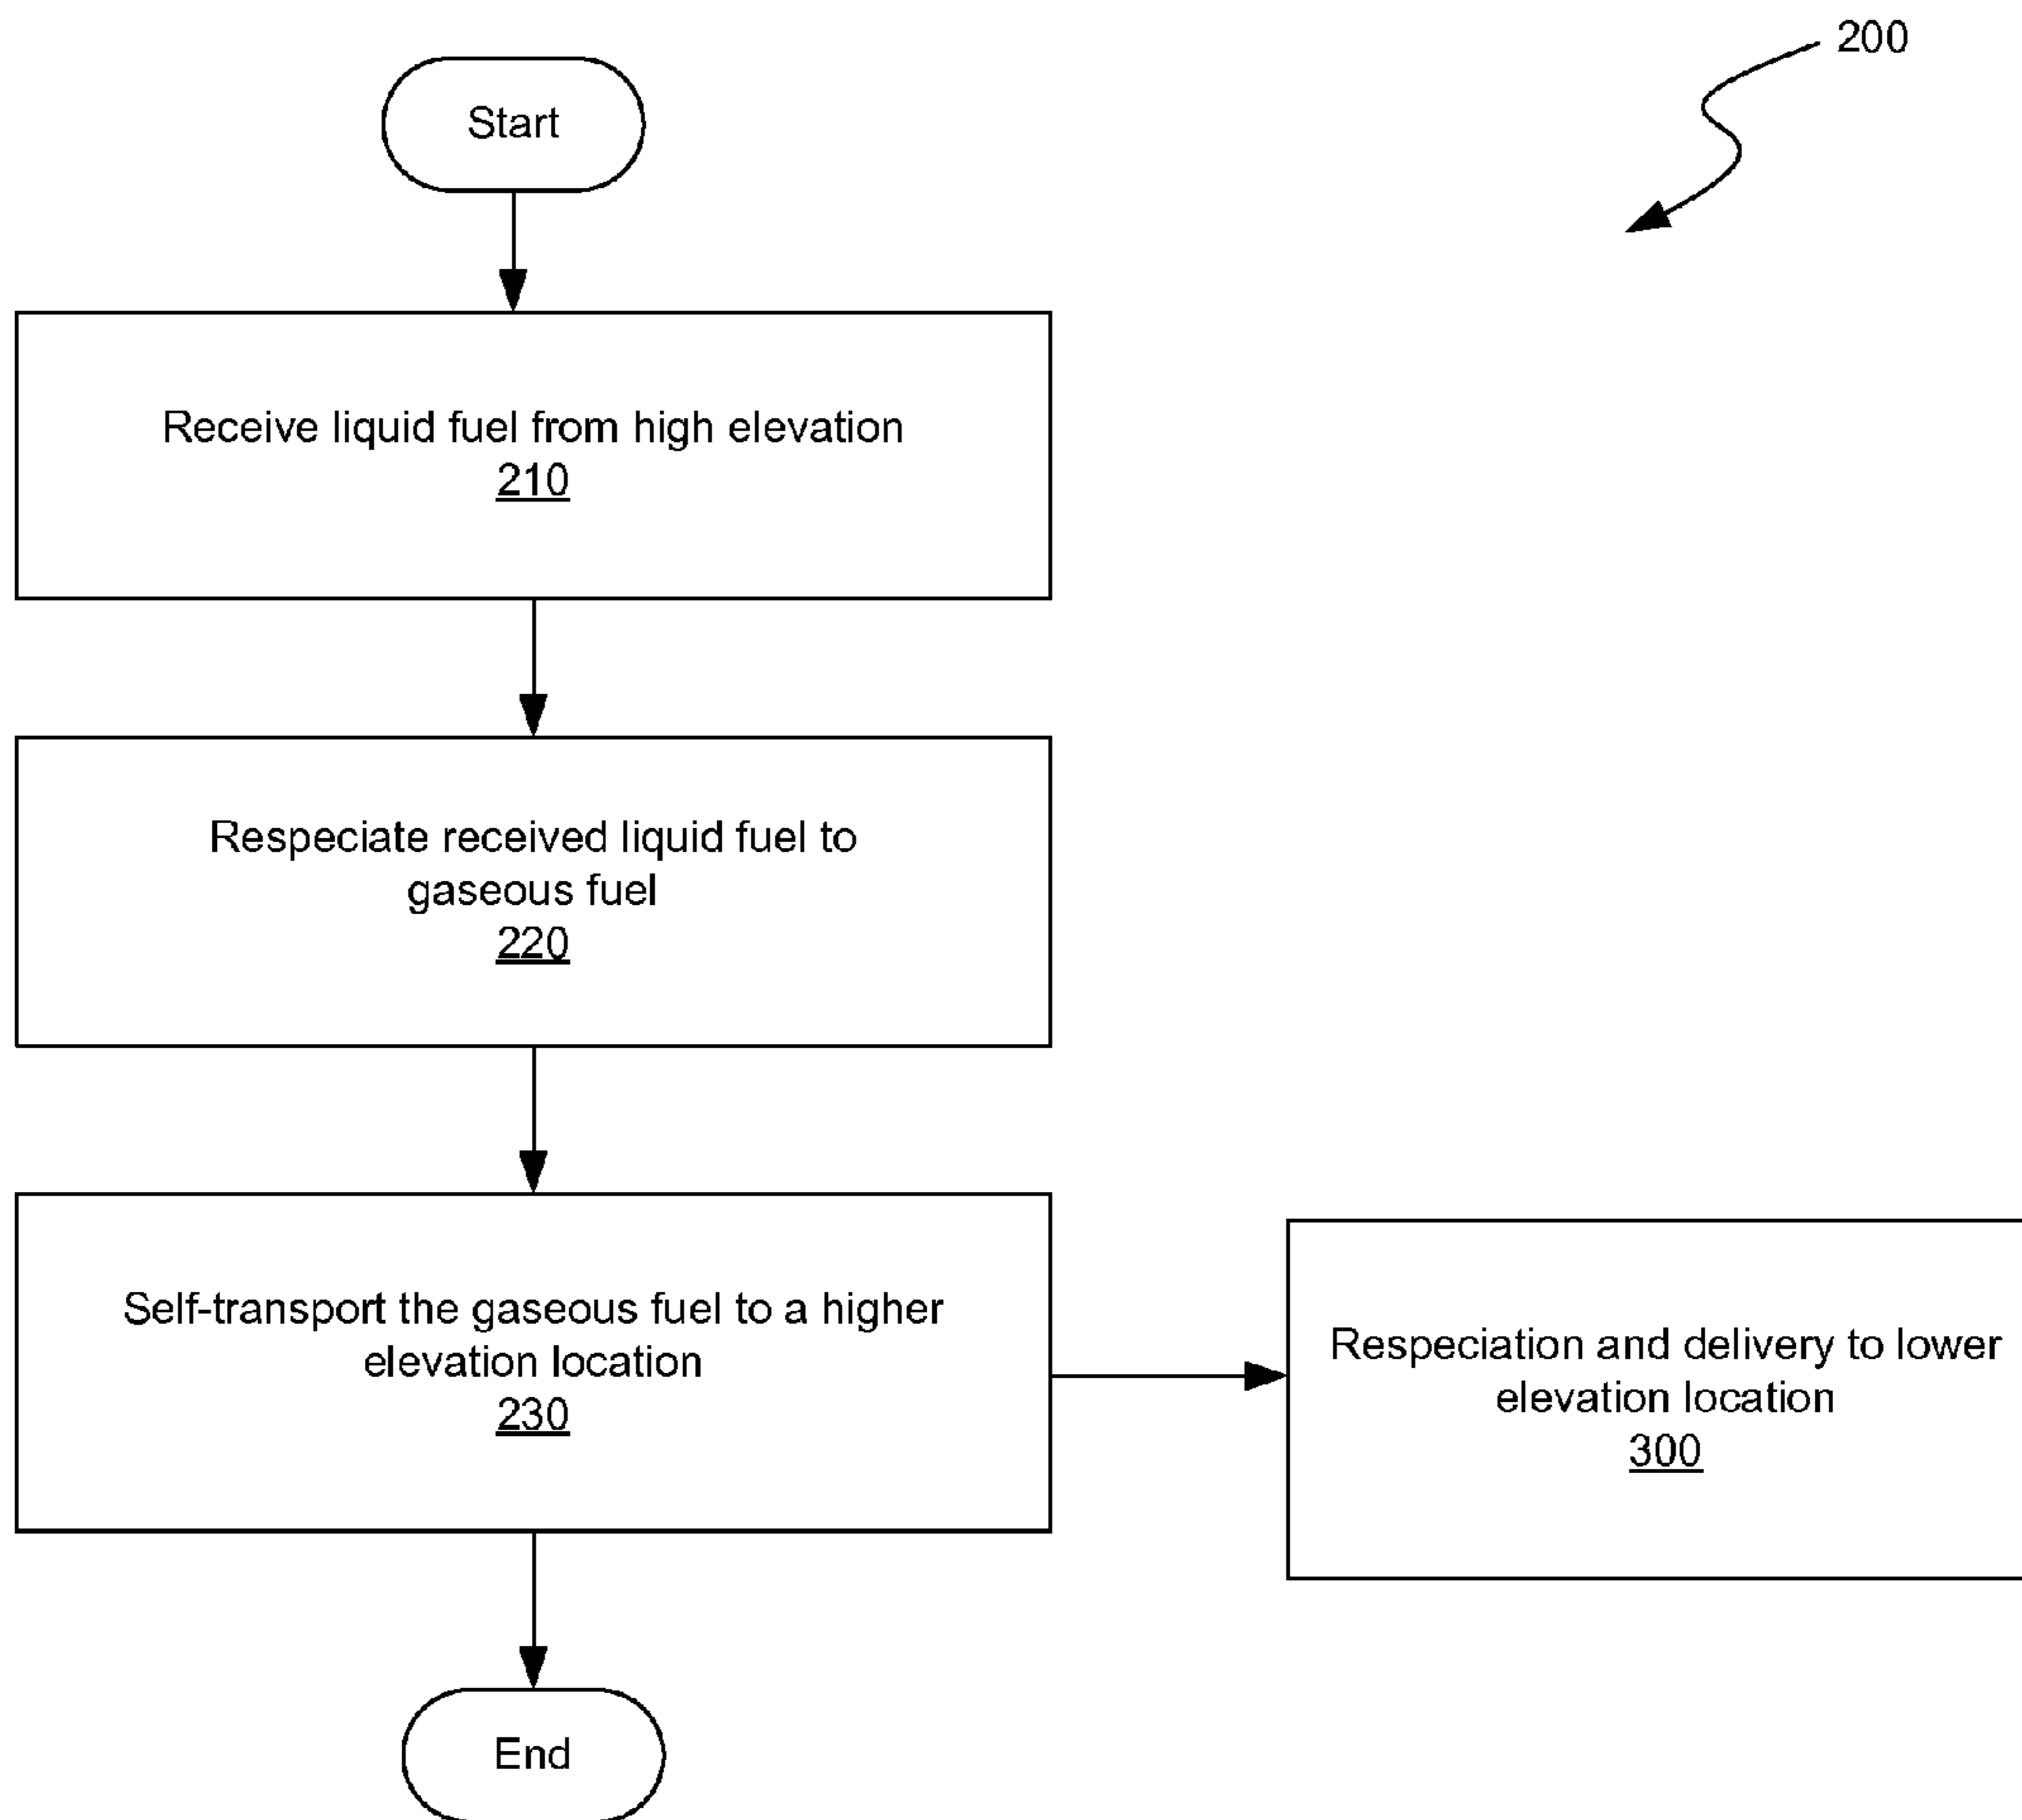 200
Start
Receive liquid fuel from high elevation
210
Respeciate received liquid fuel to
gaseous fuel
220
Self-transport the gaseous fuel to a higher
elevation location
230
Respeciation and delivery to lower
elevation location
300
End